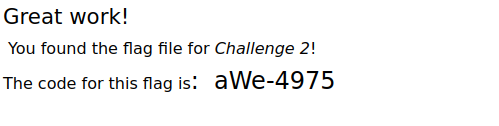 Great work!
You found the flag file for Challenge 2!
The code for this flag is: aWe-4975